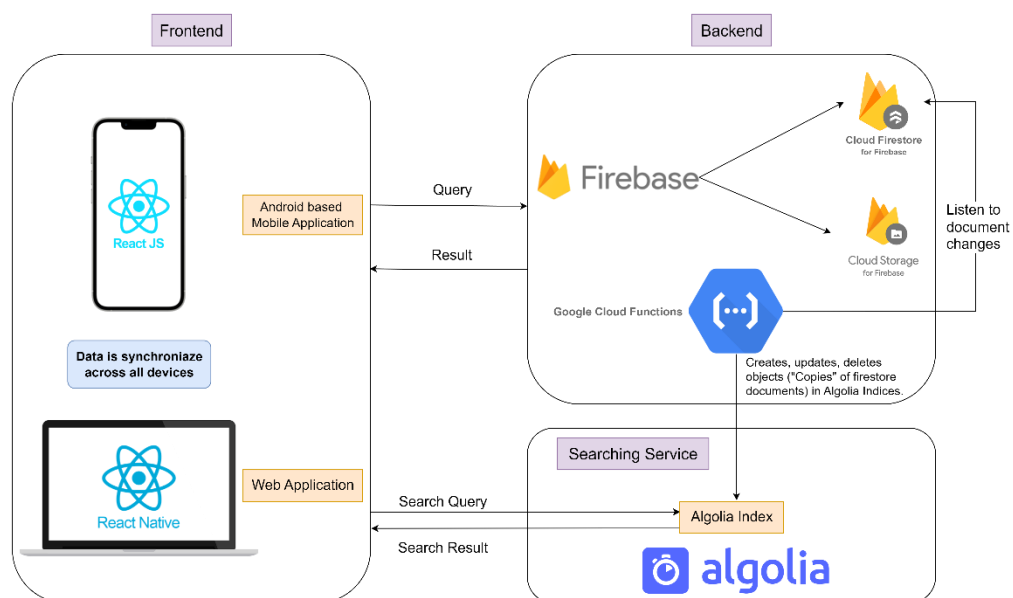 Frontend
Backend
React JS
Android based
Mobile Application
Data is synchroniaze
across all devices
React Native
Web Application
Query
Result
Firebase
Cloud Firestore
for Firebase
Cloud Storage
for Firebase
Listen to
document
changes
Google Cloud Functions
Creates, updates, deletes
objects ("Copies" of firestore
documents) in Algolia Indices.
Searching Service
Search Query
Search Result
Algolia Index
algolia